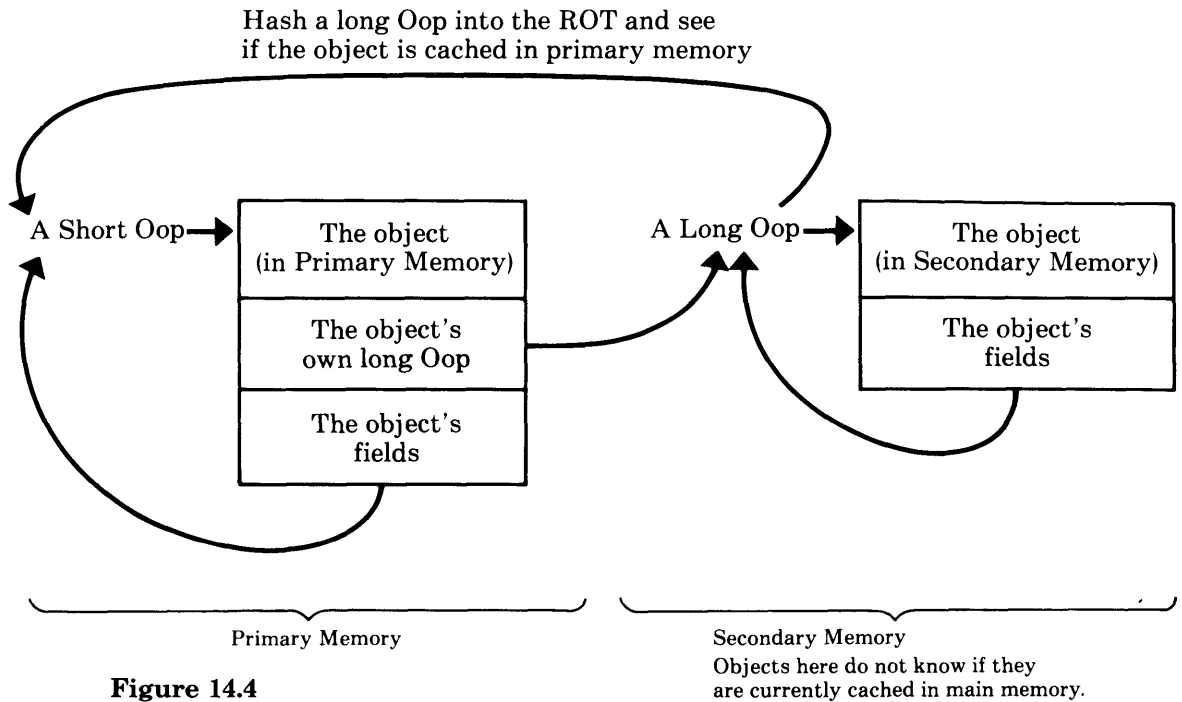 Hash a long Oop into the ROT and see
if the object is cached in primary memory
A Short Oop
The object
(in Primary Memory)
The object's
own long Oop
The object's
fields
A Long Oop
The object
(in Secondary Memory)
The object's
fields
Primary Memory
Secondary Memory
Objects here do not know if they
are currently cached in main memory.
Figure 14.4